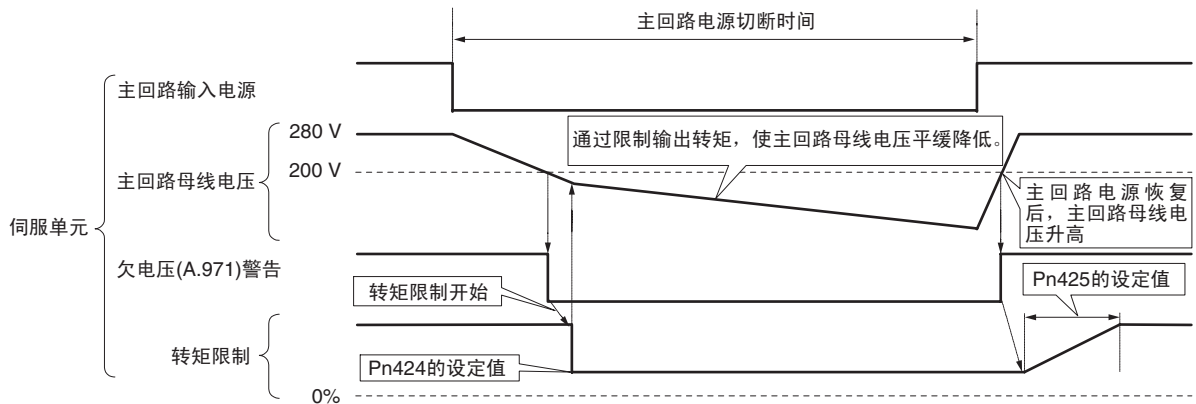 主回路电源切断时间
主回路输入电源
280 V
通过限制输出转矩，使主回路母线电压平缓降低。
200 V
主回路母线电压
主回路电源恢复
后，主回路母线电
压升高
伺服单元
欠电压(A.971)警告
转矩限制开始
Pn425的设定值
转矩限制
Pn424的设定值
0%